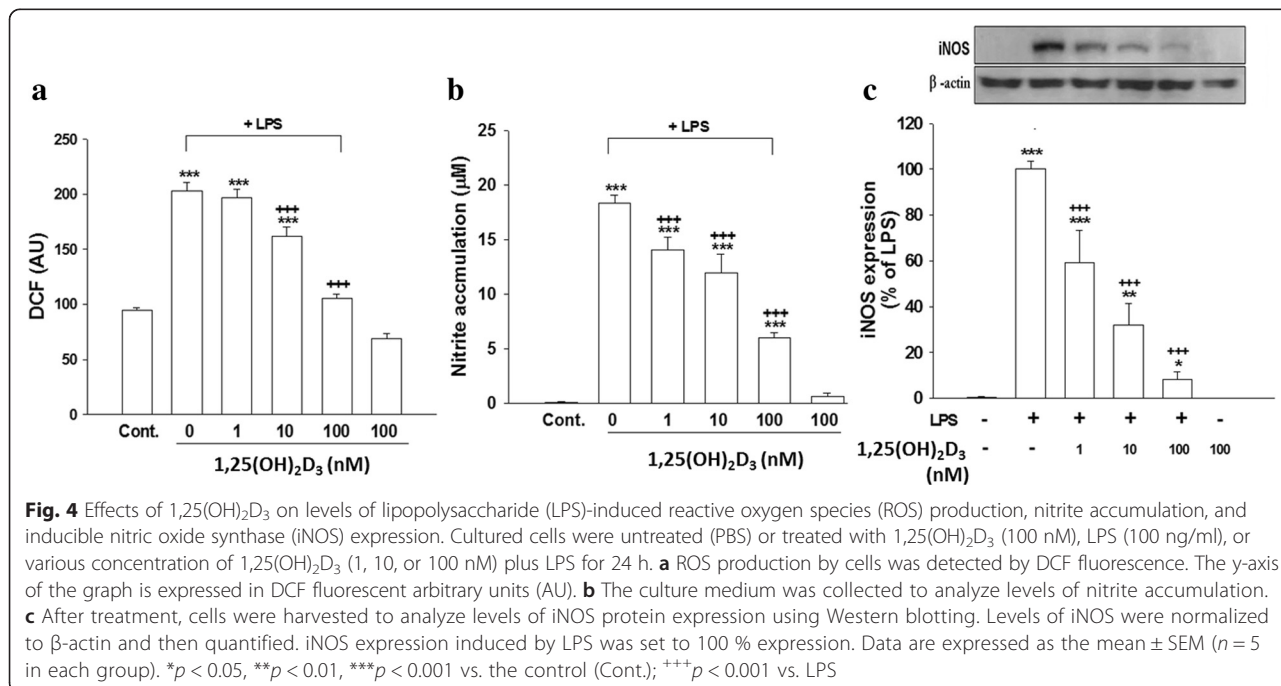 iNOS
β-actin
a
b
c
+ LPS
+ LPS
250
200
150
100
50
0
DCF (AU)
***
***
+++
***
+++
Cont.
0 1 10 100 100
1,25(OH)₂D₃ (nM)
25
20
15
10
5
0
Nitrite accmulation (µM)
***
+++
***
+++
***
+++
***
Cont.
0 1 10 100 100
1,25(OH)₂D₃ (nM)
120
100
80
60
40
20
0
iNOS expression
(% of LPS)
***
+++
***
+++
**
+++
*
LPS - + + + + -
1,25(OH)₂D₃ - - 1 10 100 100
(nM)
Fig. 4 Effects of 1,25(OH)₂D₃ on levels of lipopolysaccharide (LPS)-induced reactive oxygen species (ROS) production, nitrite accumulation, and
inducible nitric oxide synthase (iNOS) expression. Cultured cells were untreated (PBS) or treated with 1,25(OH)₂D₃ (100 nM), LPS (100 ng/ml), or
various concentration of 1,25(OH)₂D₃ (1, 10, or 100 nM) plus LPS for 24 h. a ROS production by cells was detected by DCF fluorescence. The y-axis
of the graph is expressed in DCF fluorescent arbitrary units (AU). b The culture medium was collected to analyze levels of nitrite accumulation.
c After treatment, cells were harvested to analyze levels of iNOS protein expression using Western blotting. Levels of iNOS were normalized
to β-actin and then quantified. iNOS expression induced by LPS was set to 100 % expression. Data are expressed as the mean ± SEM (n = 5
in each group). *p < 0.05, **p < 0.01, ***p < 0.001 vs. the control (Cont.); ⁺⁺⁺p < 0.001 vs. LPS